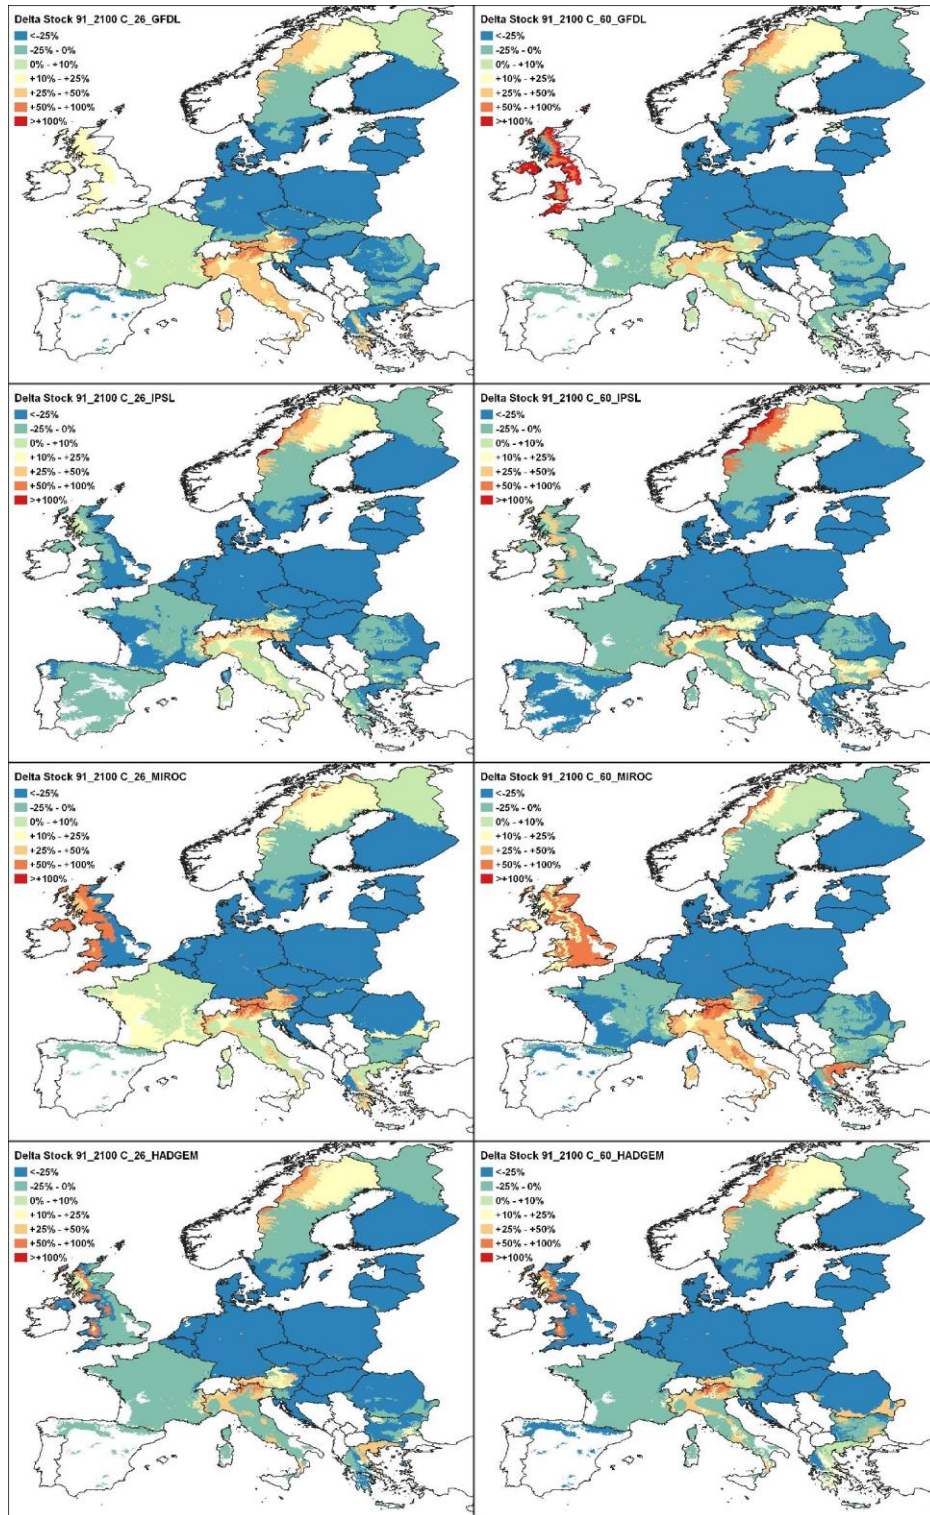 Delta Stock 91_2100 C_26_GFDL
<-25%
-25% - 0%
0% - +10%
+10% - +25%
+25% - +50%
+50% - +100%
>+100%
Delta Stock 91_2100 C_60_GFDL
<-25%
-25% - 0%
0% - +10%
+10% - +25%
+25% - +50%
+50% - +100%
>+100%
Delta Stock 91_2100 C_26_IPSL
<-25%
-25% - 0%
0% - +10%
+10% - +25%
+25% - +50%
+50% - +100%
>+100%
Delta Stock 91_2100 C_60_IPSL
<-25%
-25% - 0%
0% - +10%
+10% - +25%
+25% - +50%
+50% - +100%
>+100%
Delta Stock 91_2100 C_26_MIROC
<-25%
-25% - 0%
0% - +10%
+10% - +25%
+25% - +50%
+50% - +100%
>+100%
Delta Stock 91_2100 C_60_MIROC
<-25%
-25% - 0%
0% - +10%
+10% - +25%
+25% - +50%
+50% - +100%
>+100%
Delta Stock 91_2100 C_26_HADGEM
<-25%
-25% - 0%
0% - +10%
+10% - +25%
+25% - +50%
+50% - +100%
>+100%
Delta Stock 91_2100 C_60_HADGEM
<-25%
-25% - 0%
0% - +10%
+10% - +25%
+25% - +50%
+50% - +100%
>+100%